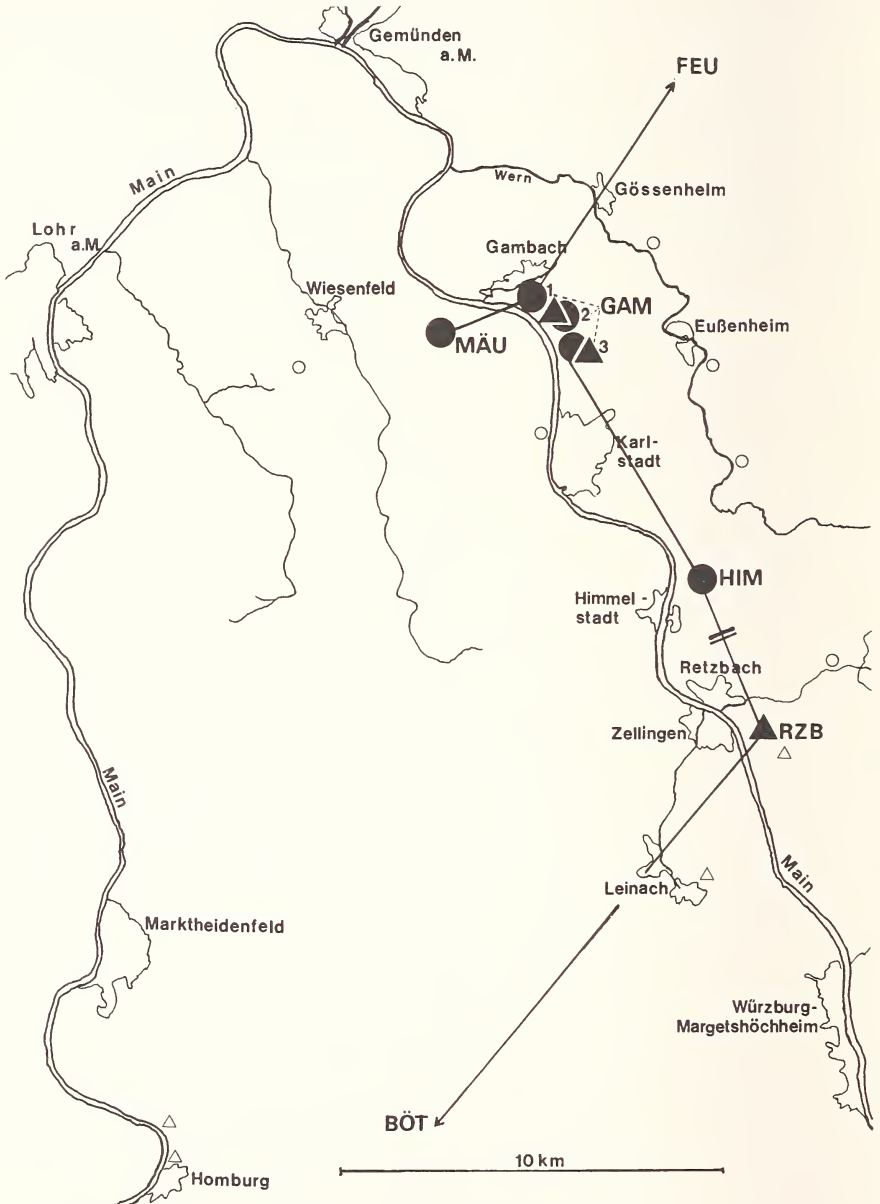 Gemünden
a.M.
FEU
Main
Wern
Gössenheim
Lohr
a.M.
Gambach
Wiesenfeld
1
GAM
2
Eußenheim
MÄU
3
Karl-
stadt
HIM
Himmel-
stadt
Retzbach
Zellingen
RZB
Main
Main
Leinach
Marktheidenfeld
Würzburg-
Margetshöchheim
BÖT
10 km
Homburg